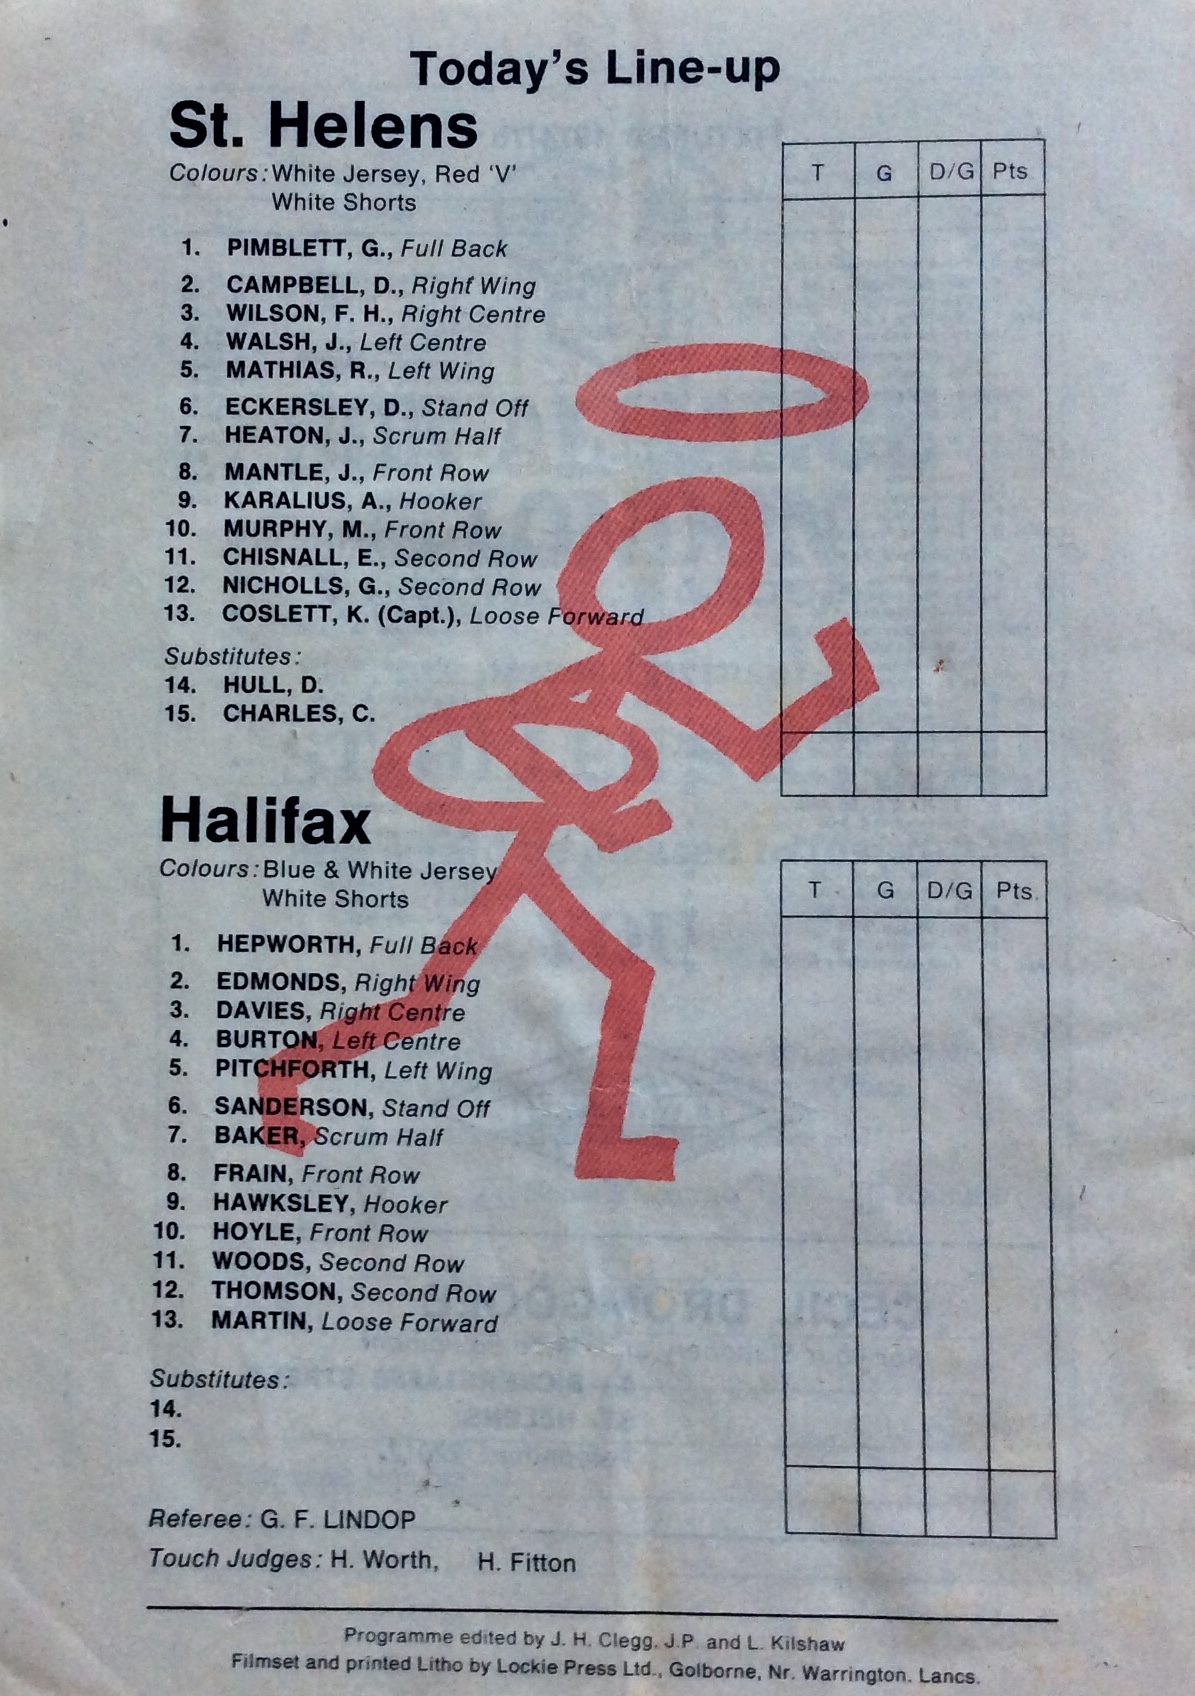 Today's Line-up
St. Helens
Colours: White Jersey, Red 'V'
White Shorts
T G D/G Pts
1. PIMBLETT, G., Full Back
2. CAMPBELL, D., Right Wing
3. WILSON, F. H., Right Centre
4. WALSH, J., Left Centre
5. MATHIAS, R., Left Wing
6. ECKERSLEY, D., Stand Off
7. HEATON, J., Scrum Half
8. MANTLE, J., Front Row
9. KARALIUS, A., Hooker
10. MURPHY, M., Front Row
11. CHISNALL, E., Second Row
12. NICHOLLS, G., Second Row
13. COSLETT, K. (Capt.), Loose Forward
Substitutes:
14. HULL, D.
15. CHARLES, C.
Halifax
Colours: Blue & White Jersey
White Shorts
T G D/G Pts.
1. HEPWORTH, Full Back
2. EDMONDS, Right Wing
3. DAVIES, Right Centre
4. BURTON, Left Centre
5. PITCHFORTH, Left Wing
6. SANDERSON, Stand Off
7. BAKER, Scrum Half
8. FRAIN, Front Row
9. HAWKSLEY, Hooker
10. HOYLE, Front Row
11. WOODS, Second Row
12. THOMSON, Second Row
13. MARTIN, Loose Forward
Substitutes:
14.
15.
Referee: G. F. LINDOP
Touch Judges: H. Worth, H. Fitton
Programme edited by J. H. Clegg, J.P. and L. Kilshaw
Filmset and printed Litho by Lockie Press Ltd., Golborne, Nr. Warrington. Lancs.